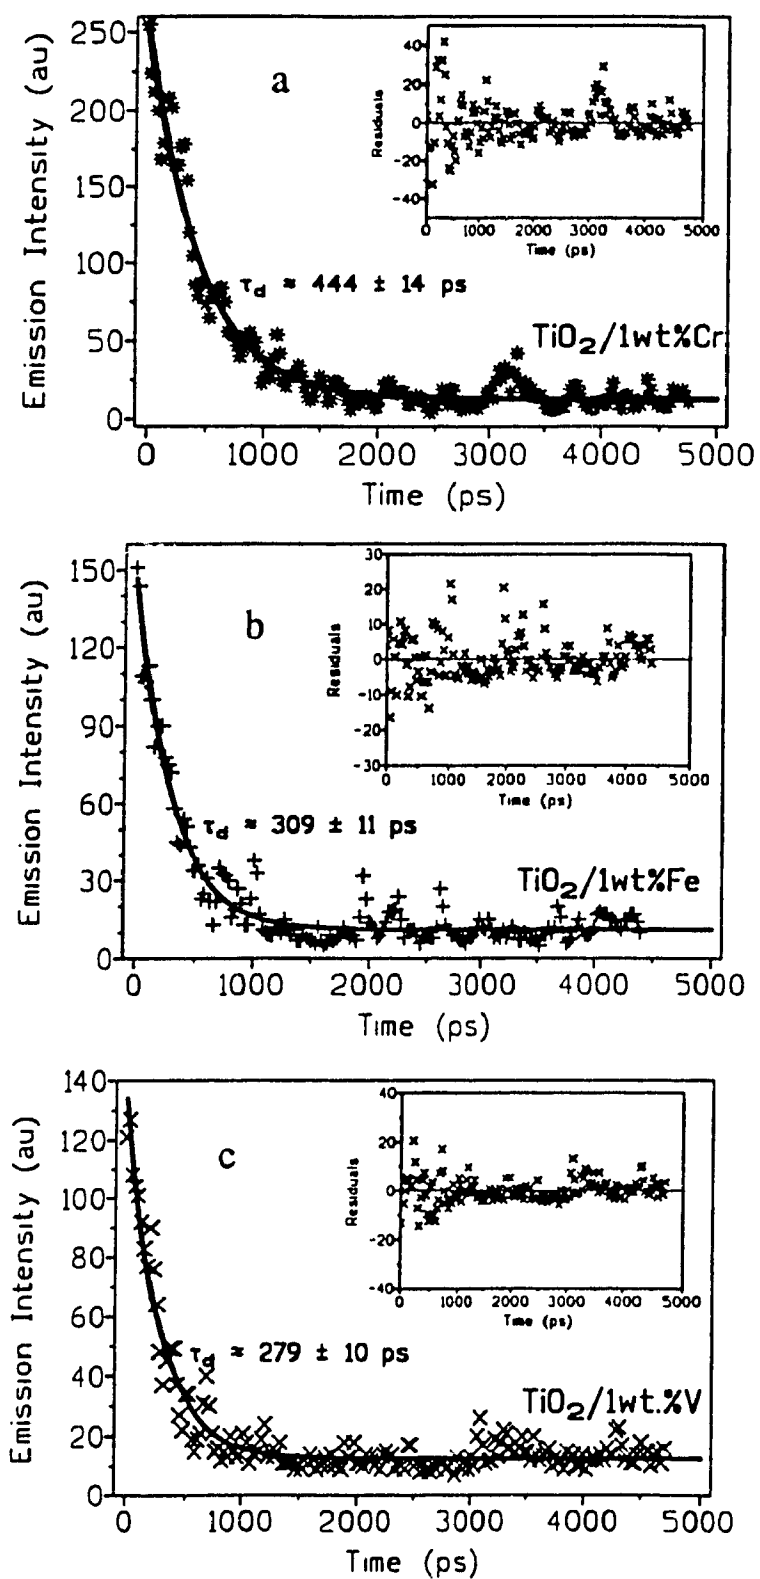 a
Emission Intensity (au)
250
200
150
100
50
0
Residuals
40
20
0
-20
-40
0 1000 2000 3000 4000 5000
Time (ps)
τd ≈ 444 ± 14 ps
TiO2/1wt%Cr
0 1000 2000 3000 4000 5000
Time (ps)
b
Emission Intensity (au)
150
120
90
60
30
0
Residuals
30
20
10
0
-10
-20
-30
0 1000 2000 3000 4000 5000
Time (ps)
τd ≈ 309 ± 11 ps
TiO2/1wt%Fe
0 1000 2000 3000 4000 5000
Time (ps)
c
Emission Intensity (au)
140
120
100
80
60
40
20
0
Residuals
40
20
0
-20
-40
0 1000 2000 3000 4000 5000
Time (ps)
τd ≈ 279 ± 10 ps
TiO2/1wt.%V
0 1000 2000 3000 4000 5000
Time (ps)